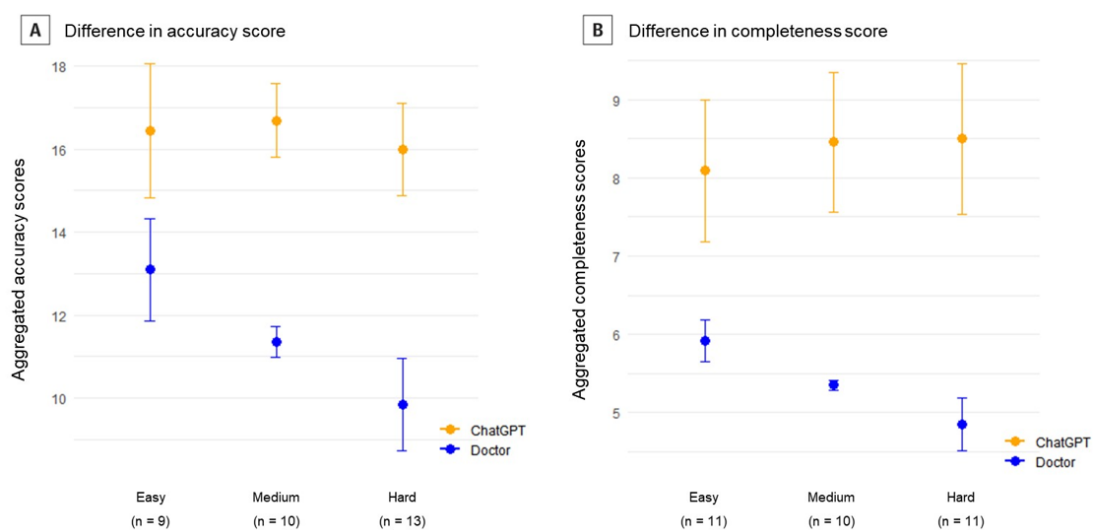 A Difference in accuracy score
Aggregated accuracy scores
18
16
14
12
10
ChatGPT
Doctor
Easy Medium Hard
(n = 9) (n = 10) (n = 13)
B Difference in completeness score
Aggregated completeness scores
9
8
7
6
5
ChatGPT
Doctor
Easy Medium Hard
(n = 11) (n = 10) (n = 11)